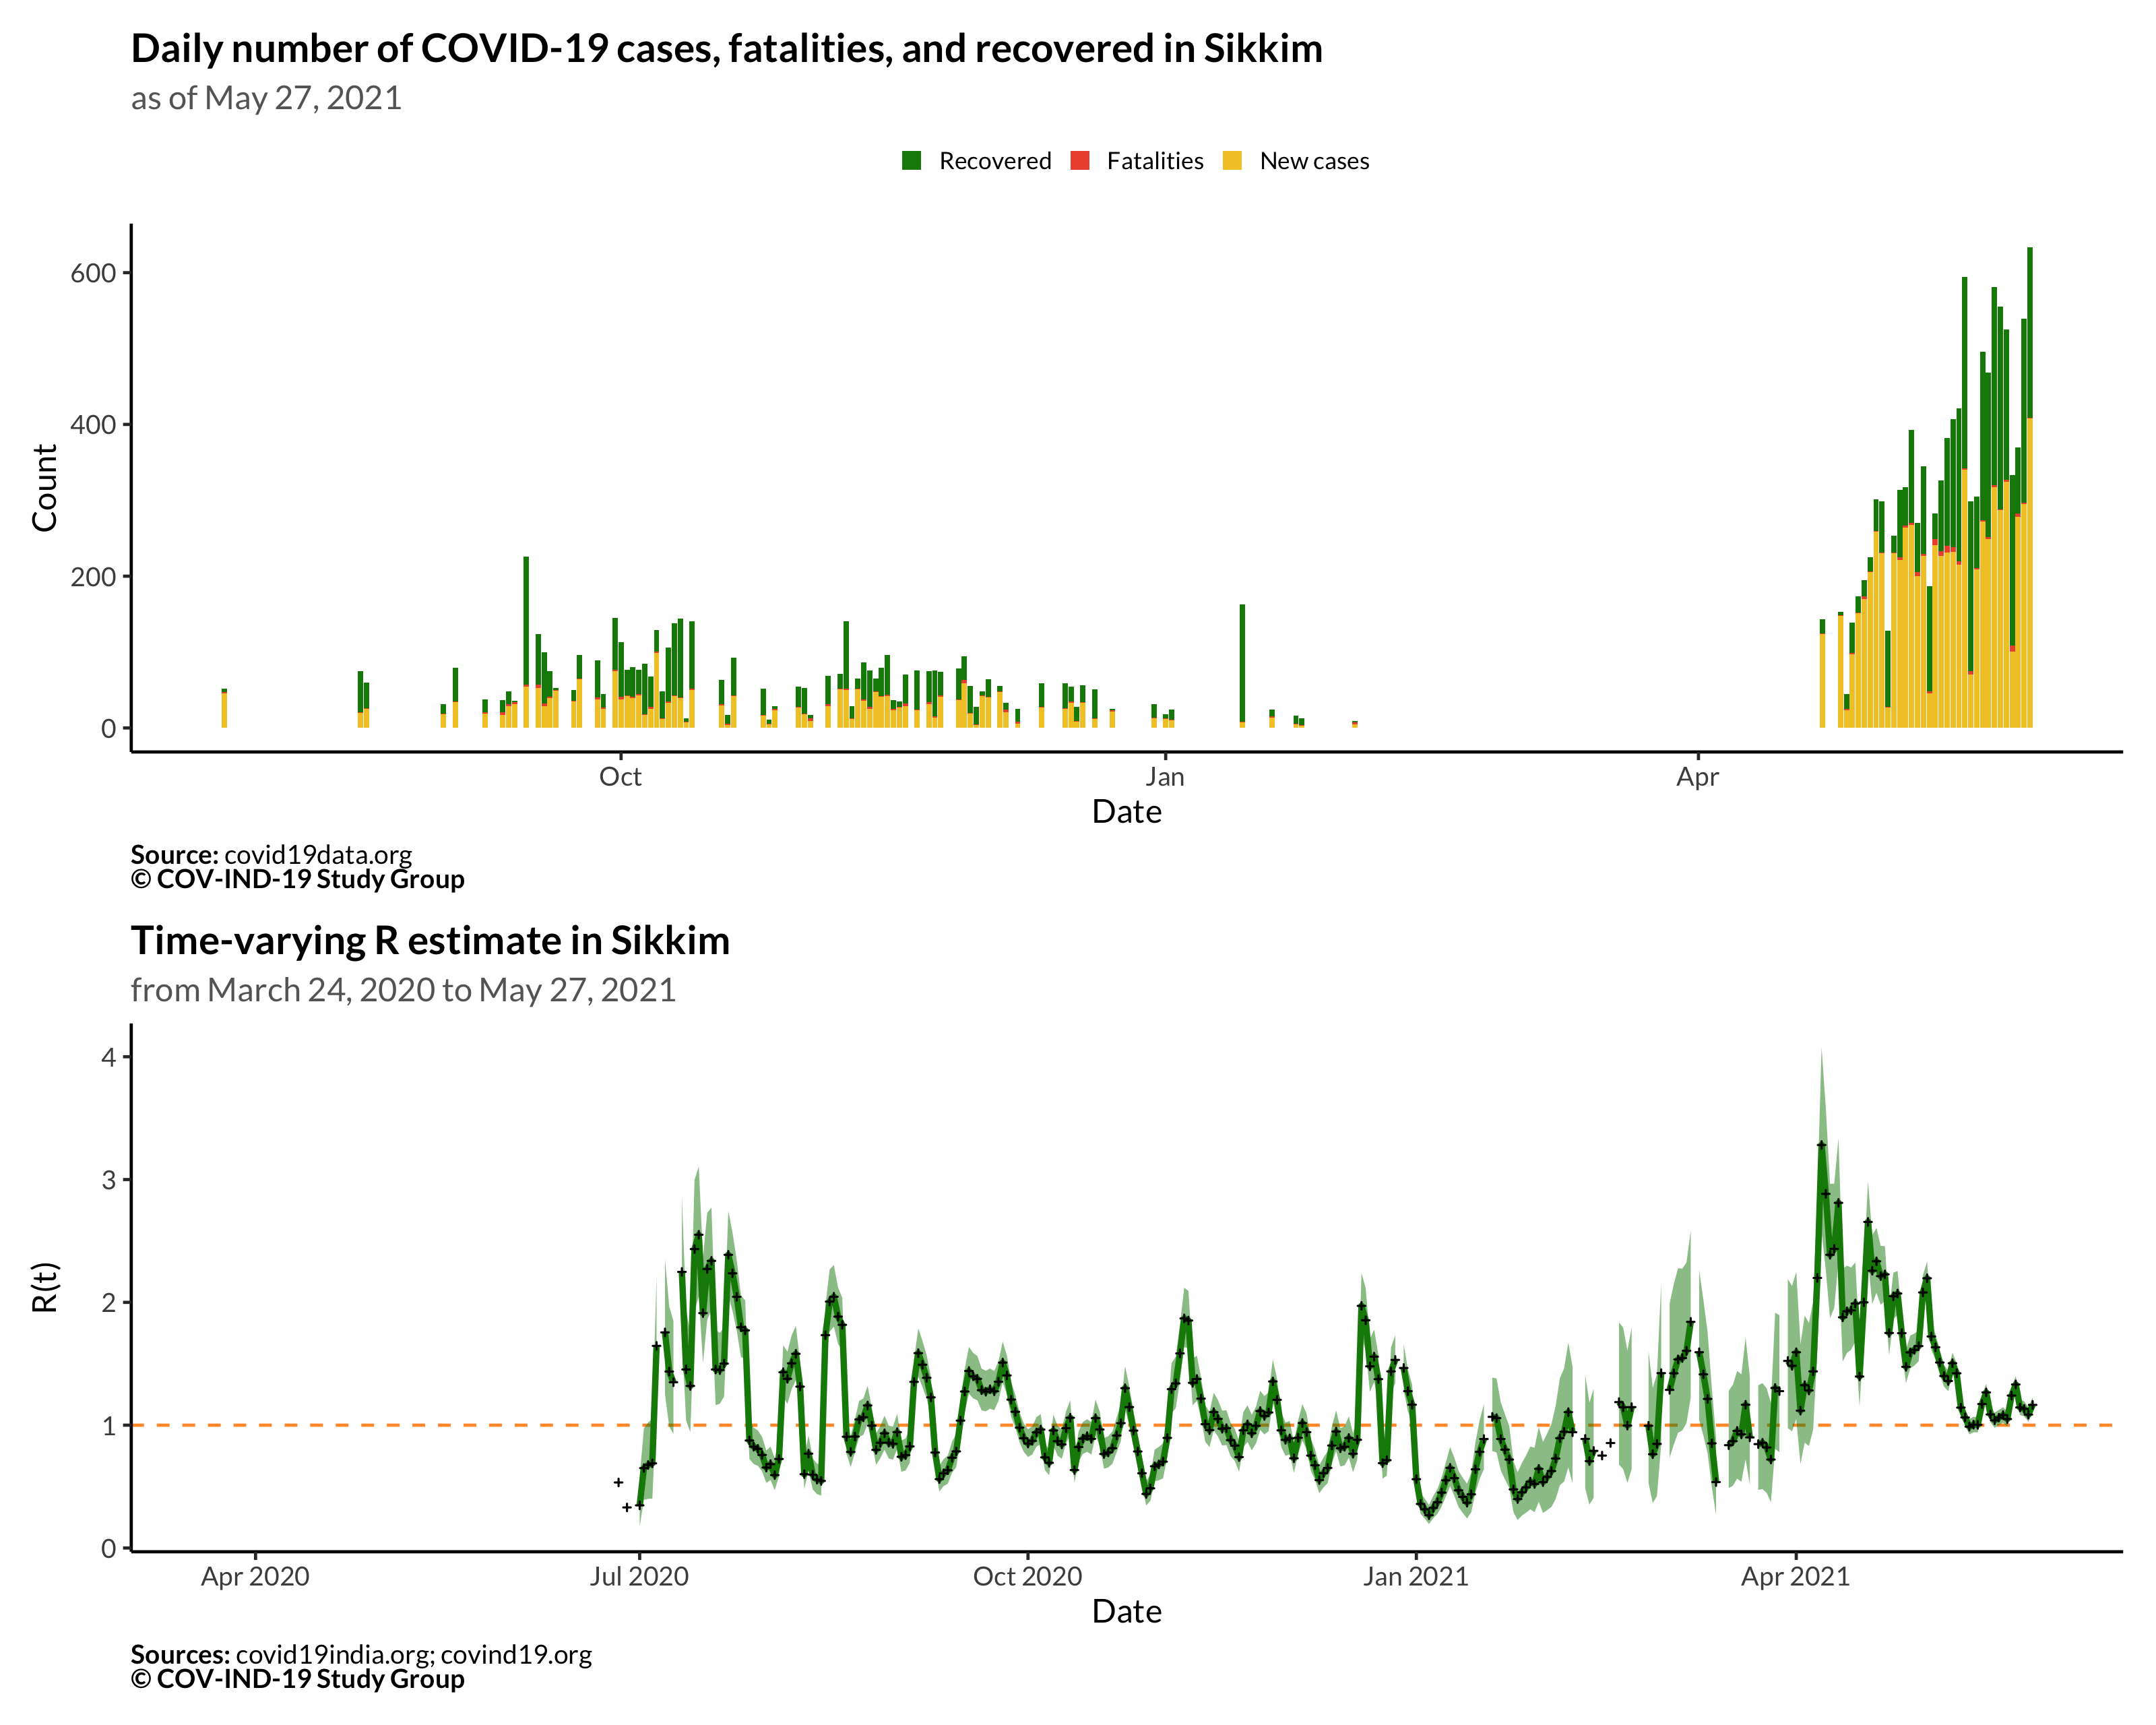 Daily number of COVID-19 cases, fatalities, and recovered in Sikkim
as of May 27, 2021
Recovered Fatalities New cases
600
400
200
0
Count
Oct Jan Apr
Date
Source: covid19data.org
© COV-IND-19 Study Group
Time-varying R estimate in Sikkim
from March 24, 2020 to May 27, 2021
4
3
2
1
0
R(t)
Apr 2020 Jul 2020 Oct 2020 Jan 2021 Apr 2021
Date
Sources: covid19india.org; covind19.org
© COV-IND-19 Study Group